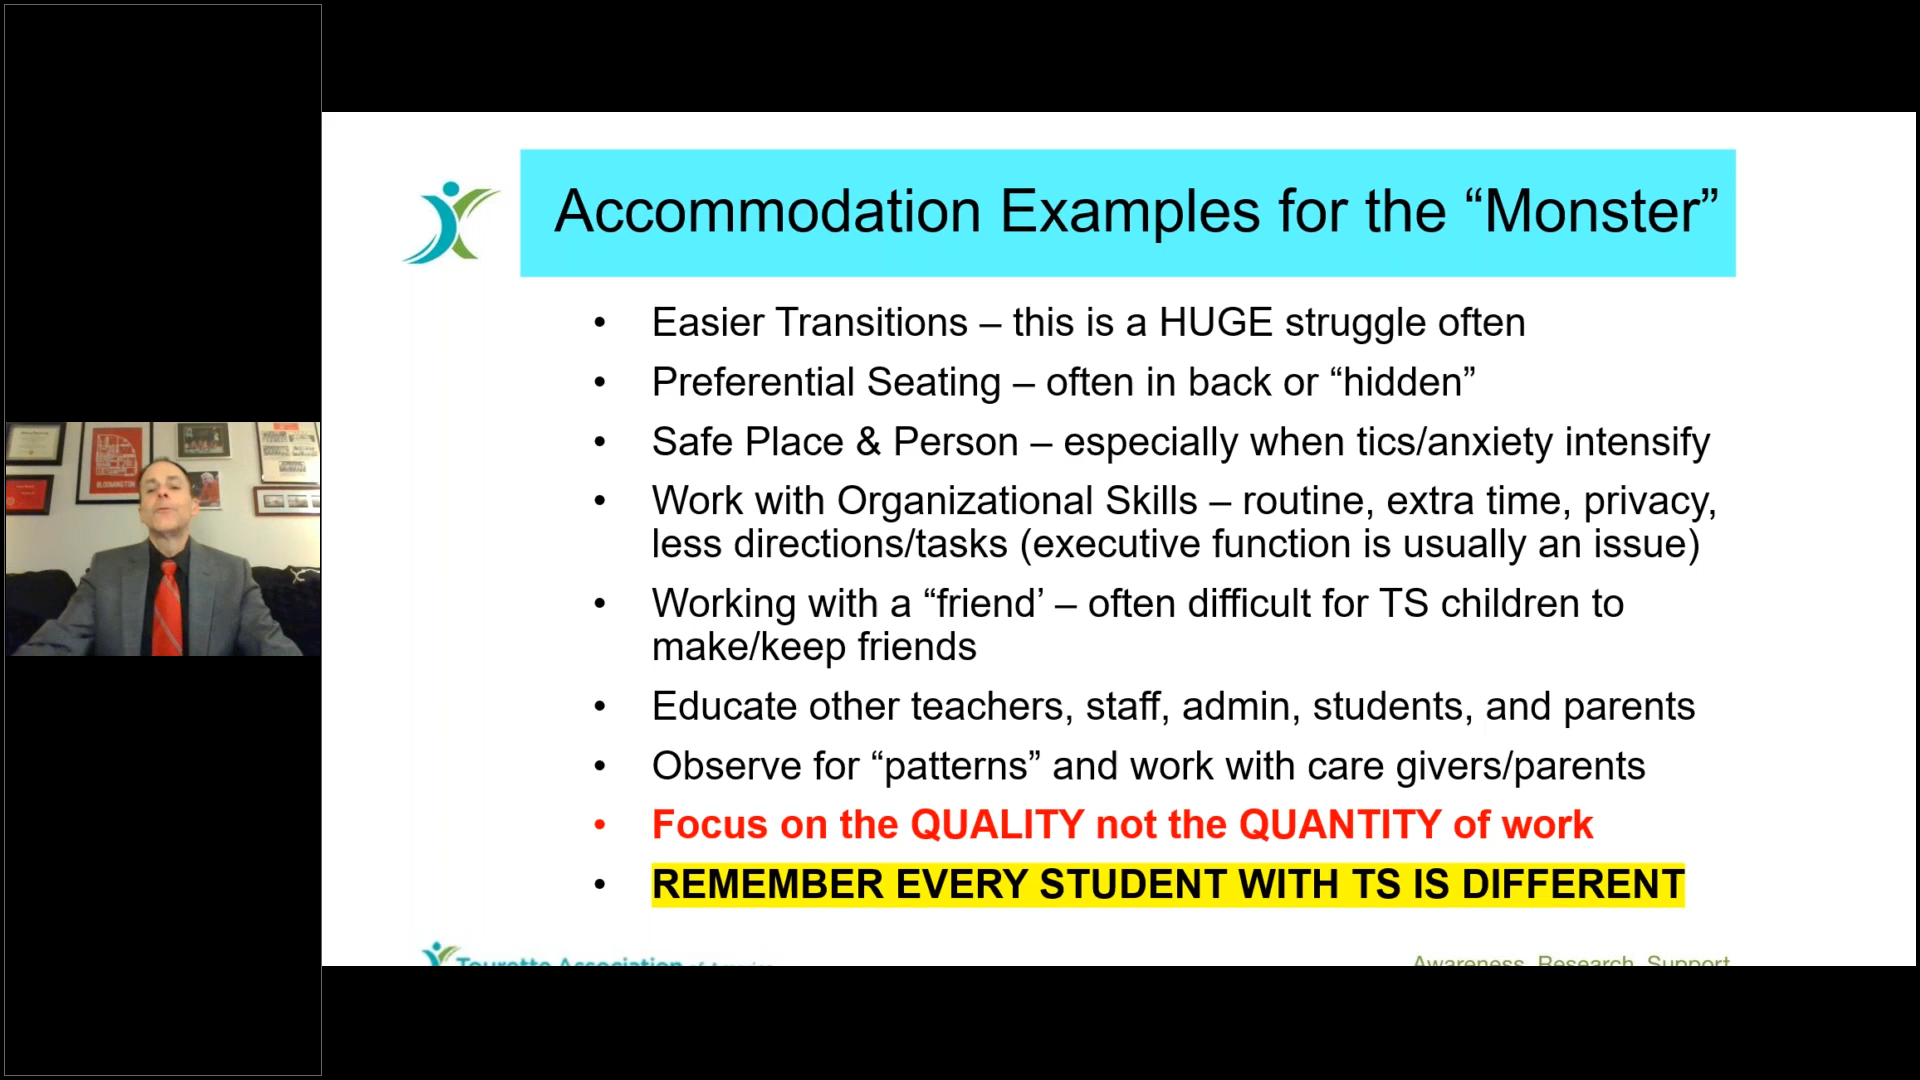 BLOOMINGTON
Accommodation Examples for the “Monster”
• Easier Transitions – this is a HUGE struggle often
• Preferential Seating – often in back or “hidden”
• Safe Place & Person – especially when tics/anxiety intensify
• Work with Organizational Skills – routine, extra time, privacy,
less directions/tasks (executive function is usually an issue)
• Working with a “friend’ – often difficult for TS children to
make/keep friends
• Educate other teachers, staff, admin, students, and parents
• Observe for “patterns” and work with care givers/parents
• Focus on the QUALITY not the QUANTITY of work
• REMEMBER EVERY STUDENT WITH TS IS DIFFERENT
Tourette Association of America
Awareness. Research. Support.